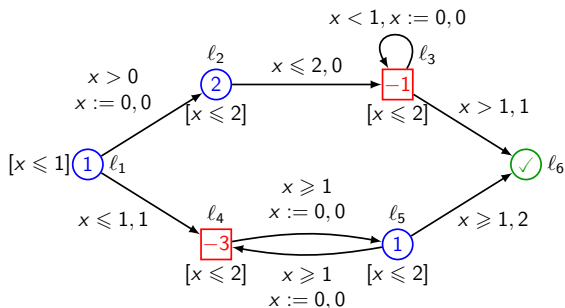 x < 1, x := 0, 0
ℓ2
ℓ3
x > 0
x := 0, 0
2
x ⩽ 2, 0
−1
[x ⩽ 2]
[x ⩽ 2]
x > 1, 1
[x ⩽ 1]
1
ℓ1
✓
ℓ6
x ⩽ 1, 1
ℓ4
x ⩾ 1
x := 0, 0
ℓ5
x ⩾ 1, 2
−3
1
[x ⩽ 2]
x ⩾ 1
x := 0, 0
[x ⩽ 2]